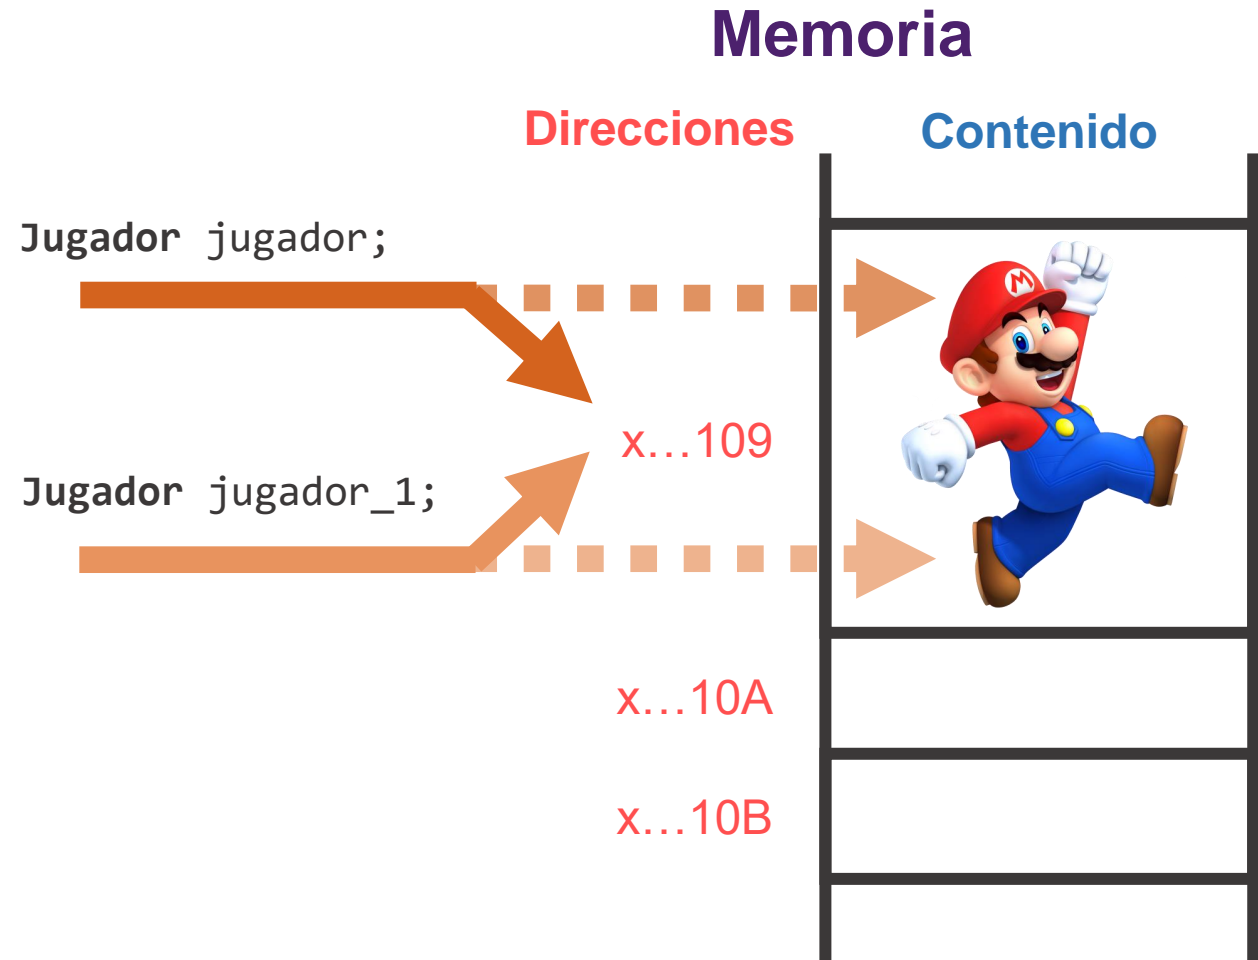 Memoria
Direcciones
Contenido
Jugador jugador;
M
x…109
Jugador jugador_1;
x…10A
x…10B